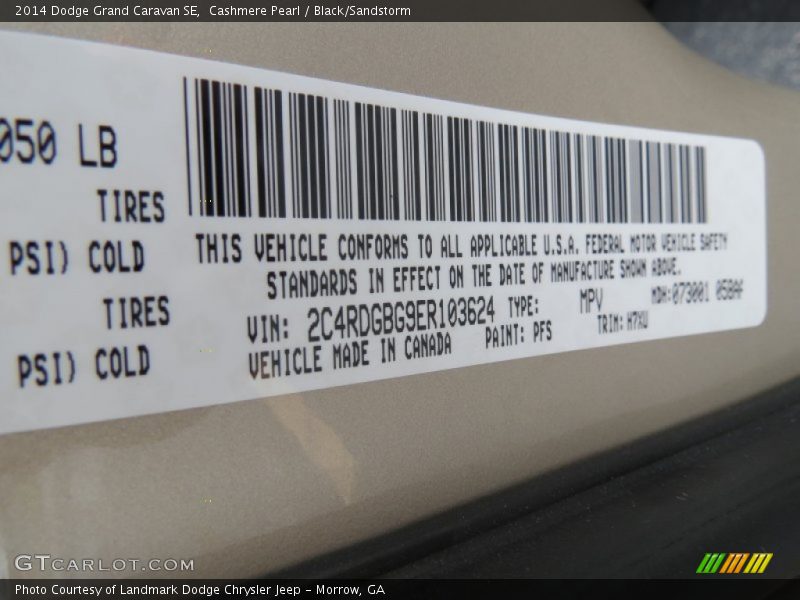 2014 Dodge Grand Caravan SE, Cashmere Pearl / Black/Sandstorm
050 LB
TIRES
PSI) COLD
TIRES
PSI) COLD
THIS VEHICLE CONFORMS TO ALL APPLICABLE U.S.A. FEDERAL MOTOR VEHICLE SAFETY
STANDARDS IN EFFECT ON THE DATE OF MANUFACTURE SHOWN ABOVE.
VIN: 2C4RDGBG9ER103624 TYPE: MPV MDH:073001 058AF
VEHICLE MADE IN CANADA PAINT: PFS TRIM: H7XU
GTCARLOT.COM
Photo Courtesy of Landmark Dodge Chrysler Jeep - Morrow, GA